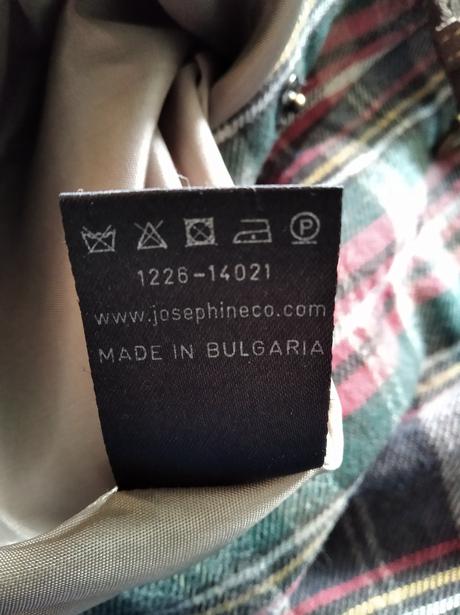 P
1226-14021
www.josephineco.com
MADE IN BULGARIA